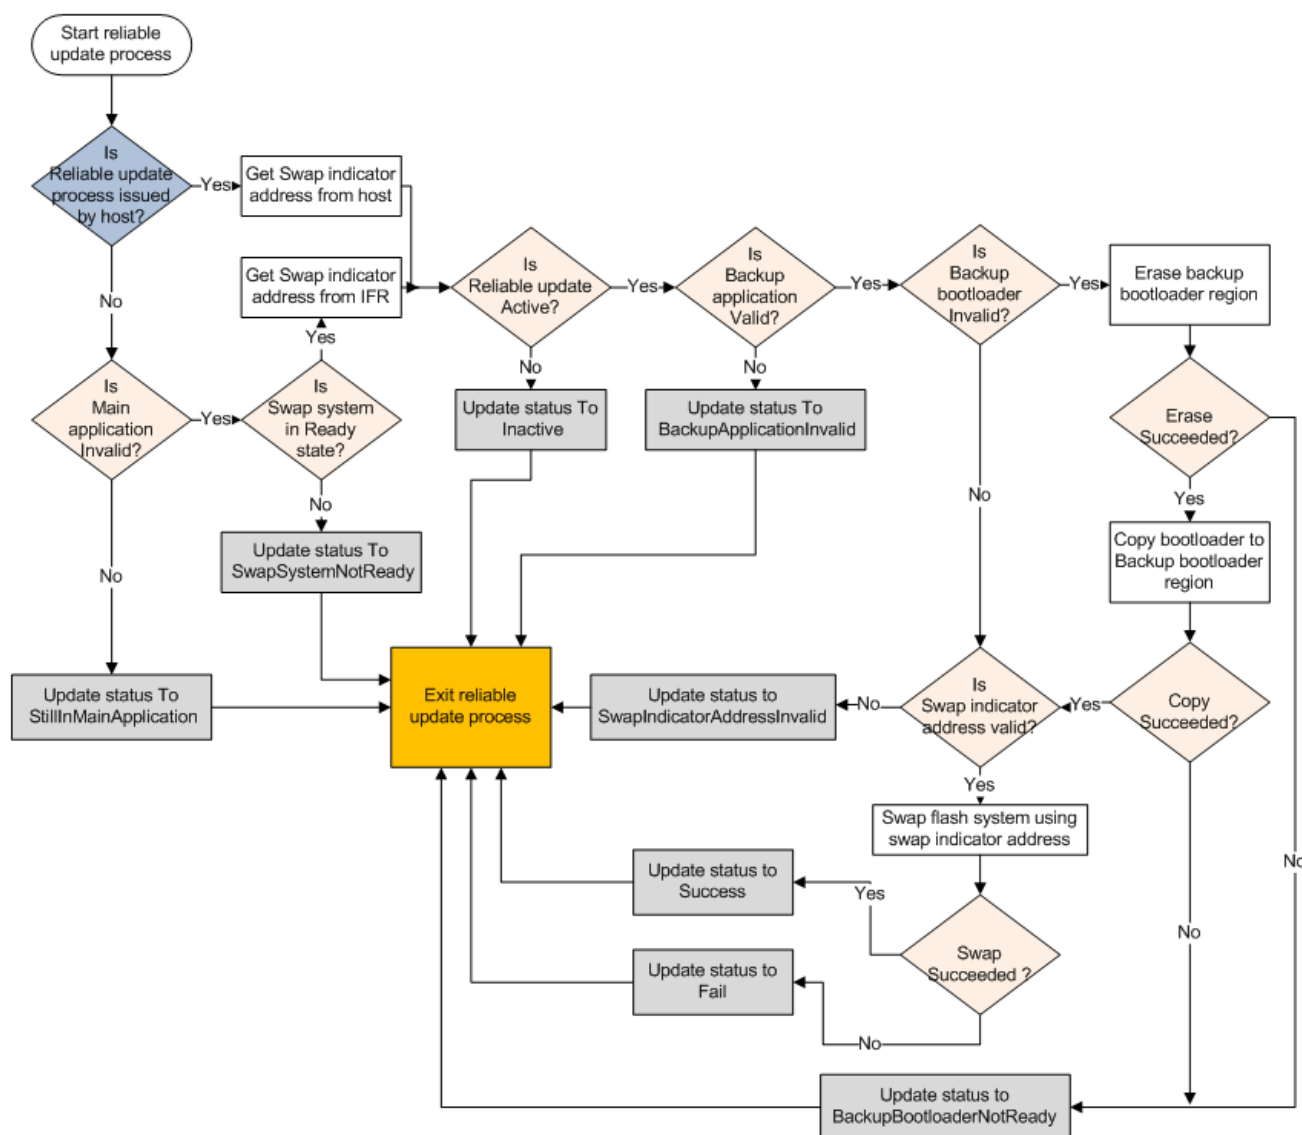 Start reliable
update process
Is
Reliable update
process issued
by host?
Yes
Get Swap indicator
address from host
No
Get Swap indicator
address from IFR
Yes
Is
Main
application
Invalid?
Yes
Is
Swap system
in Ready
state?
No
Update status To
SwapSystemNotReady
No
Update status To
StillInMainApplication
Is
Reliable update
Active?
Yes
No
Update status To
Inactive
Is
Backup
application
Valid?
Yes
No
Update status To
BackupApplicationInvalid
Is
Backup
bootloader
Invalid?
Yes
No
Erase backup
bootloader region
Erase
Succeeded?
Yes
No
Copy bootloader to
Backup bootloader
region
Copy
Succeeded?
Yes
No
Is
Swap indicator
address valid?
No
Update status to
SwapIndicatorAddressInvalid
Exit reliable
update process
Yes
Swap flash system using
swap indicator address
Swap
Succeeded ?
Yes
Update status to
Success
No
Update status to
Fail
Update status to
BackupBootloaderNotReady